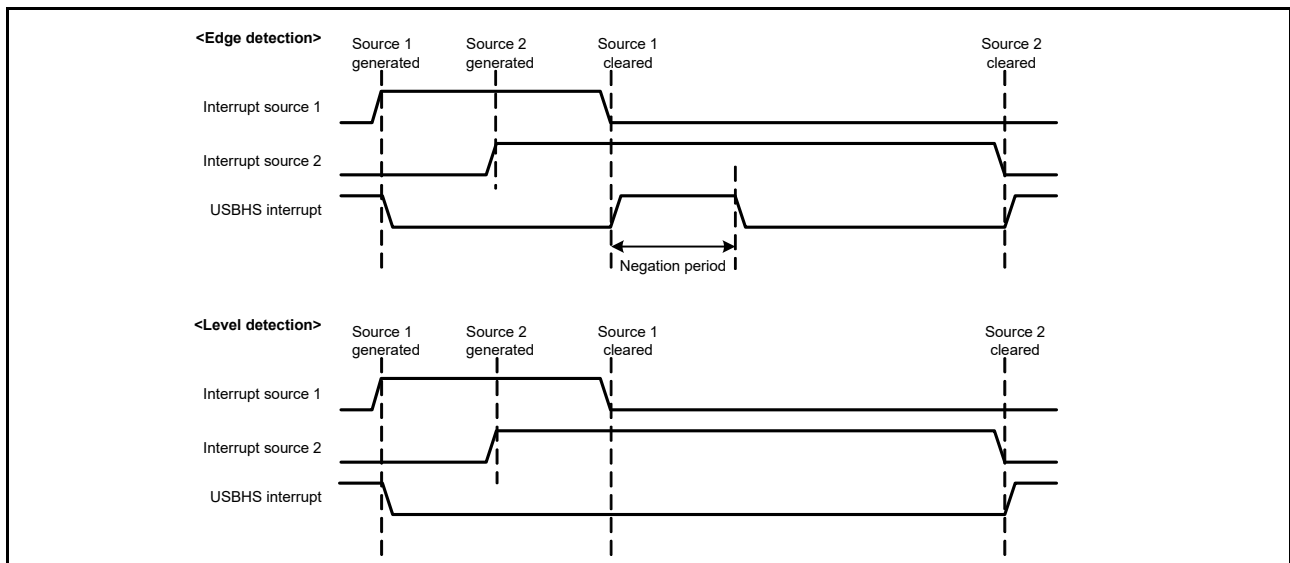 <Edge detection>
Source 1 generated
Source 2 generated
Source 1 cleared
Source 2 cleared
Interrupt source 1
Interrupt source 2
USBHS interrupt
Negation period
<Level detection>
Source 1 generated
Source 2 generated
Source 1 cleared
Source 2 cleared
Interrupt source 1
Interrupt source 2
USBHS interrupt